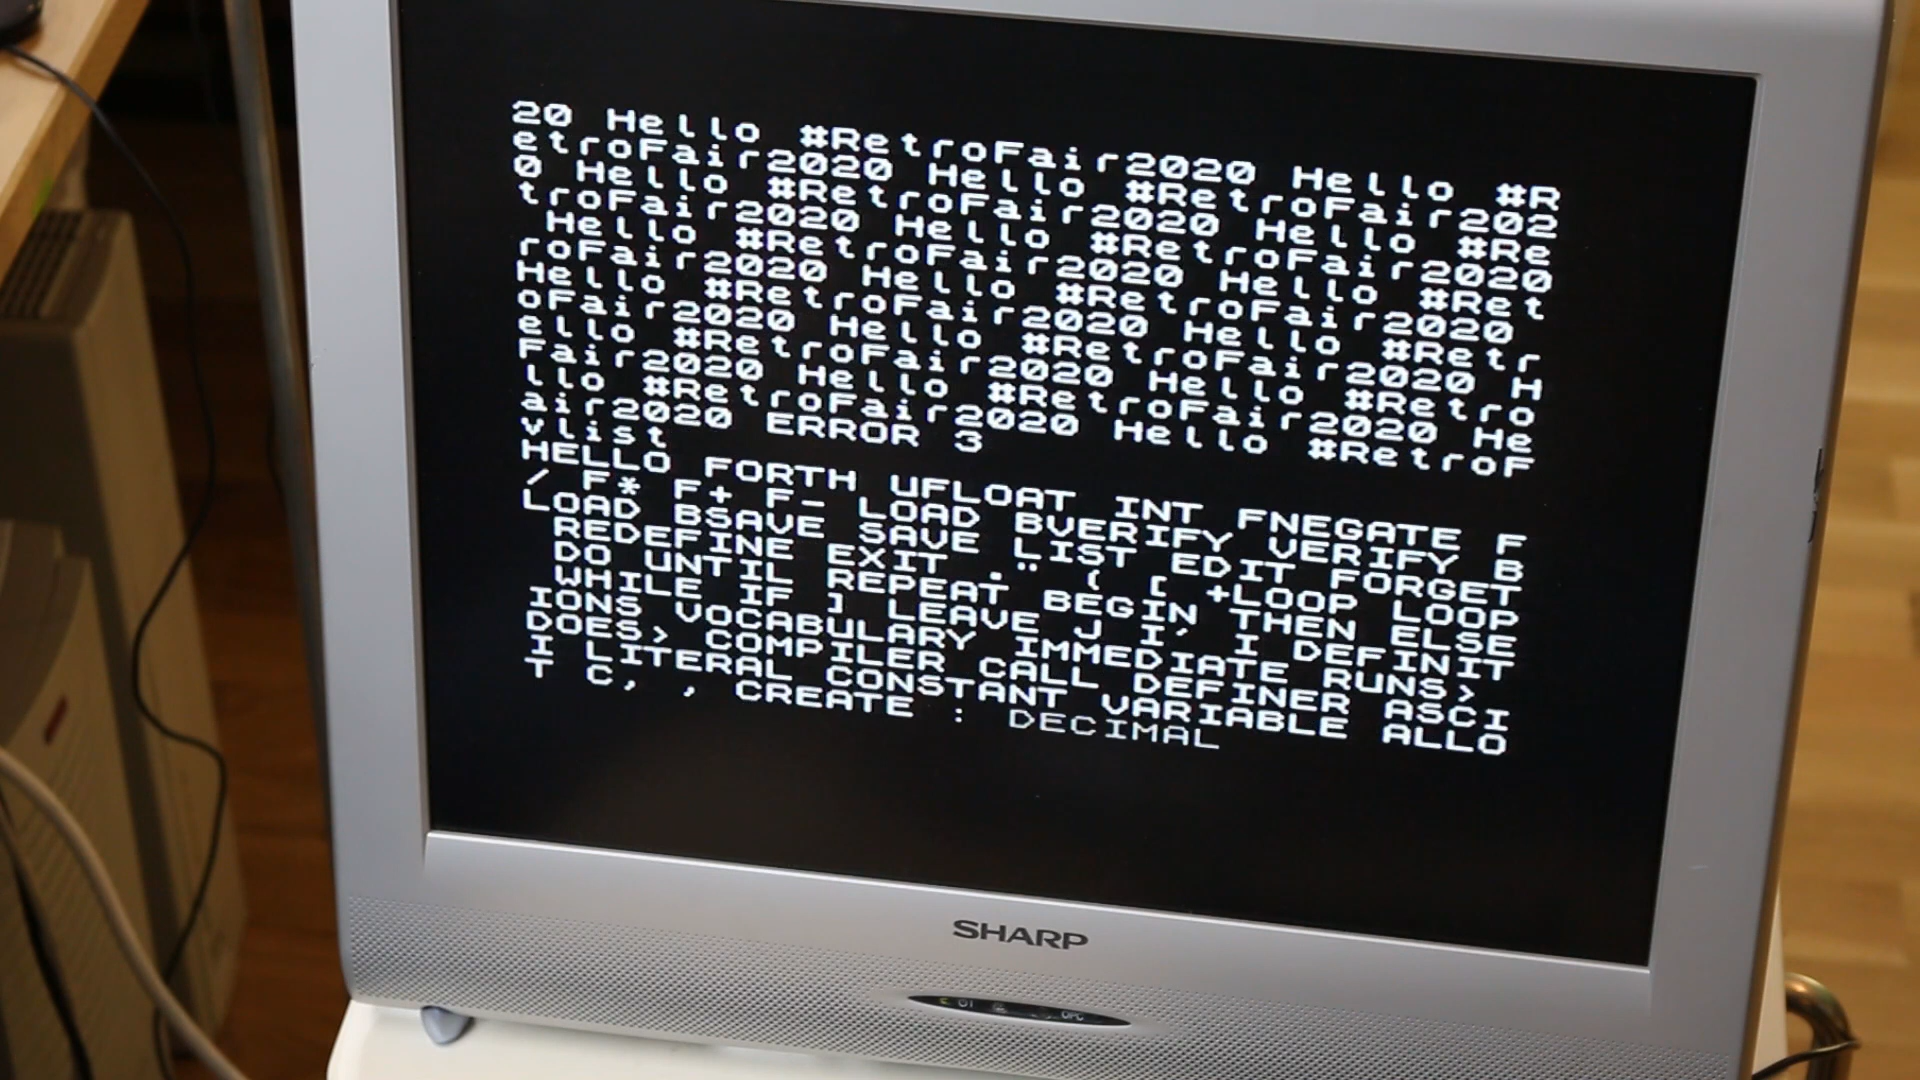 20 Hello #RetroFair2020 Hello #R
etroFair2020 Hello #RetroFair202
0 Hello #RetroFair2020 Hello #Re
troFair2020 Hello #RetroFair2020
Hello #RetroFair2020 Hello #Ret
roFair2020 Hello #RetroFair2020
Hello #RetroFair2020 Hello #Retr
oFair2020 Hello #RetroFair2020 H
ello #RetroFair2020 Hello #Retro
Fair2020 Hello #RetroFair2020 He
llo #RetroFair2020 Hello #RetroF
air2020 ERROR 3
vlist
HELLO FORTH UFLOAT INT FNEGATE F
/ F* F+ F- LOAD BVERIFY VERIFY B
LOAD BSAVE SAVE LIST EDIT FORGET
REDEFINE EXIT ." ( [ +LOOP LOOP
DO UNTIL REPEAT BEGIN THEN ELSE
WHILE IF ] LEAVE J I' I DEFINIT
IONS VOCABULARY IMMEDIATE RUNS>
DOES> COMPILER CALL DEFINER ASCI
I LITERAL CONSTANT VARIABLE ALLO
T C, , CREATE : DECIMAL
SHARP
OPC